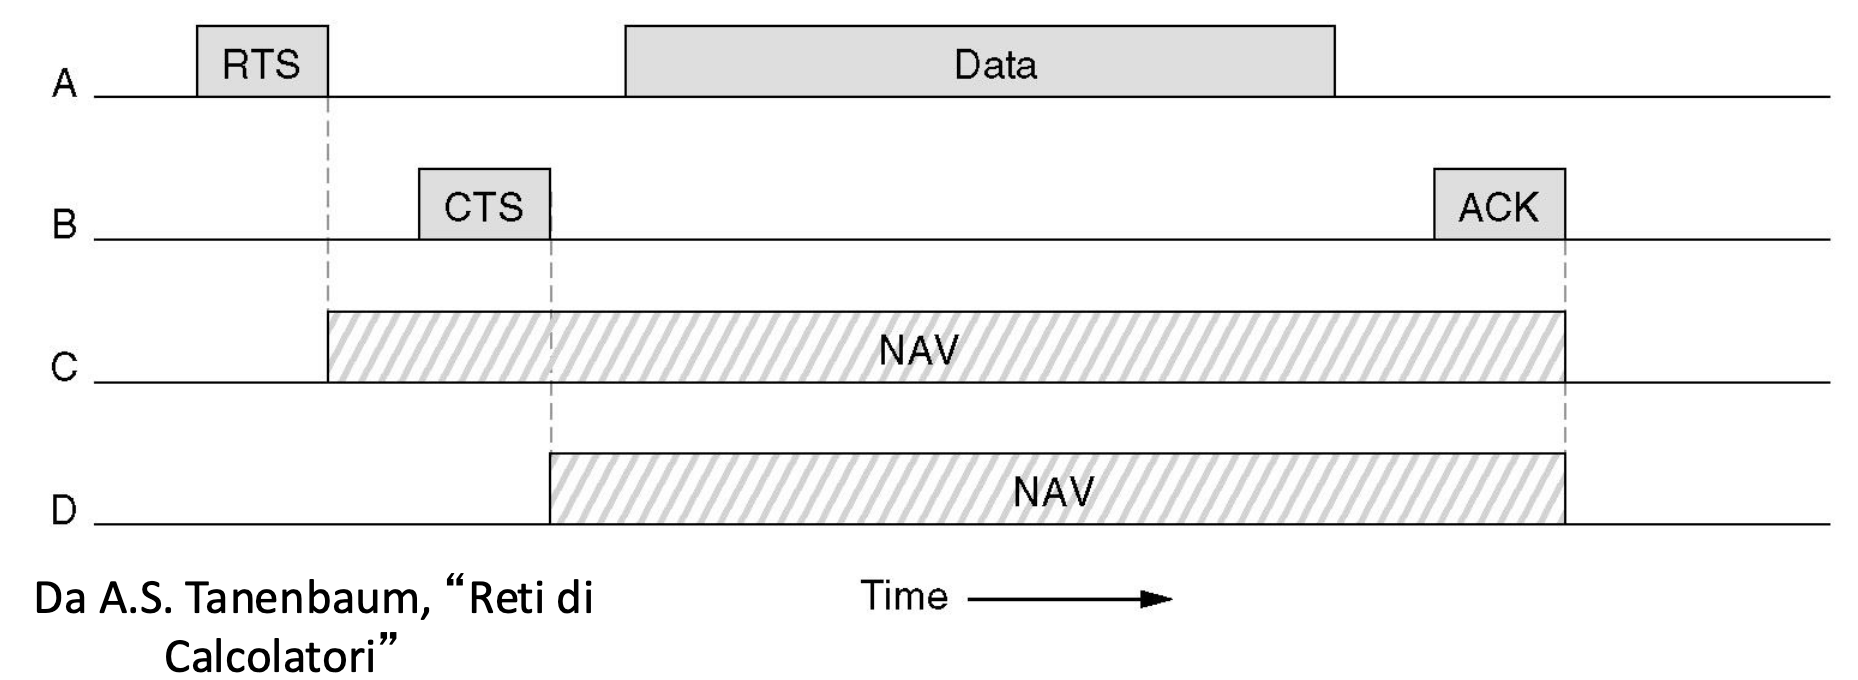 A
RTS
Data
B
CTS
ACK
C
NAV
D
NAV
Da A.S. Tanenbaum, “Reti di
Calcolatori”
Time